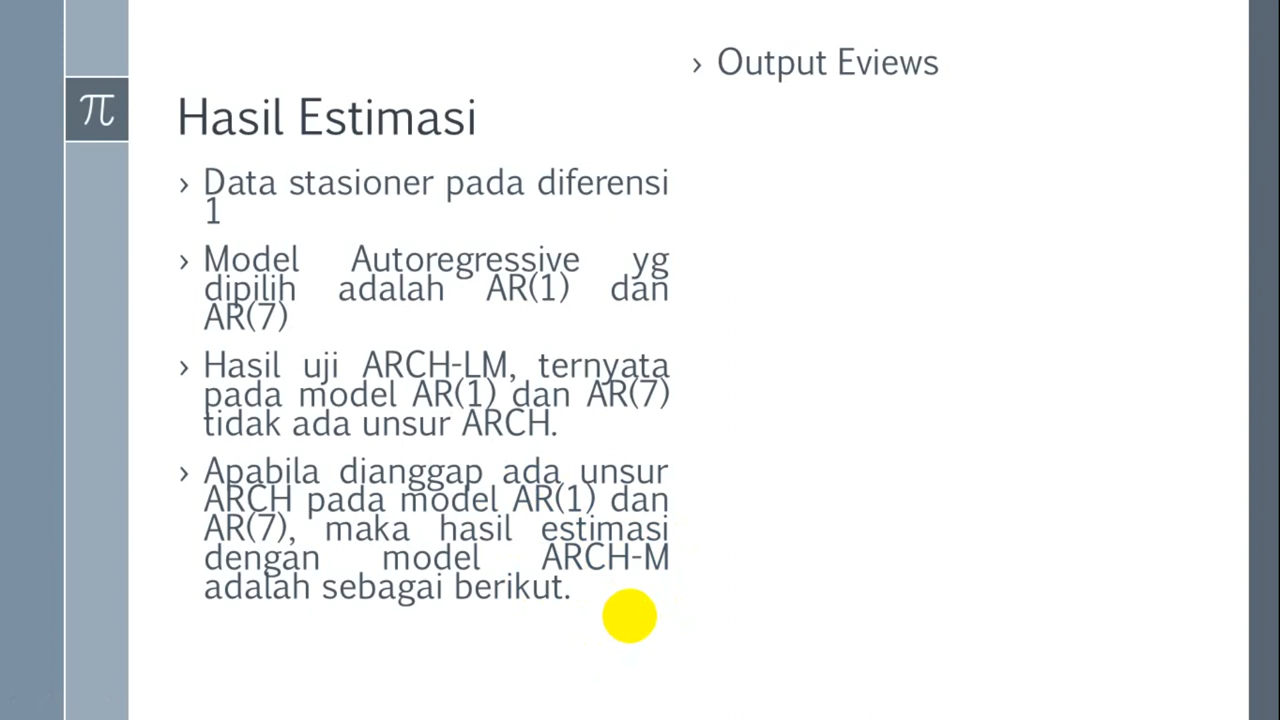 π
Hasil Estimasi
› Data stasioner pada diferensi
1
› Model Autoregressive yg
dipilih adalah AR(1) dan
AR(7)
› Hasil uji ARCH-LM, ternyata
pada model AR(1) dan AR(7)
tidak ada unsur ARCH.
› Apabila dianggap ada unsur
ARCH pada model AR(1) dan
AR(7), maka hasil estimasi
dengan model ARCH-M
adalah sebagai berikut.
› Output Eviews